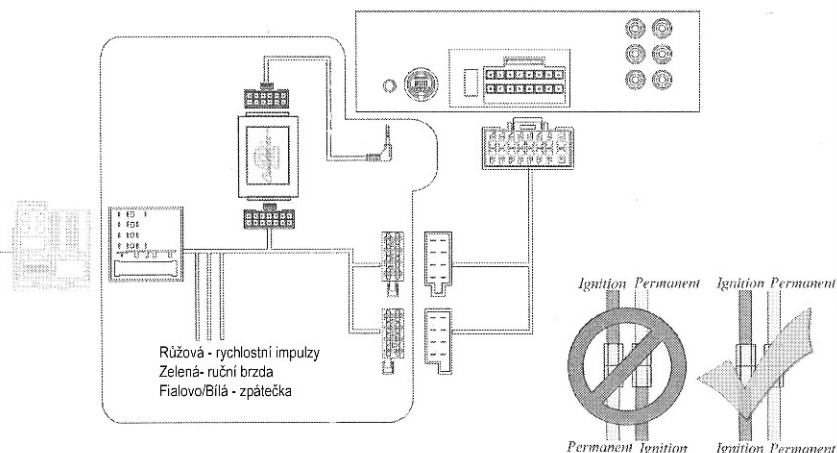 Růžová - rychlostní impulzy
Zelená- ruční brzda
Fialovo/Bílá - zpátečka
Ignition Permanent
Ignition Permanent
Permanent Ignition
Ignition Permanent